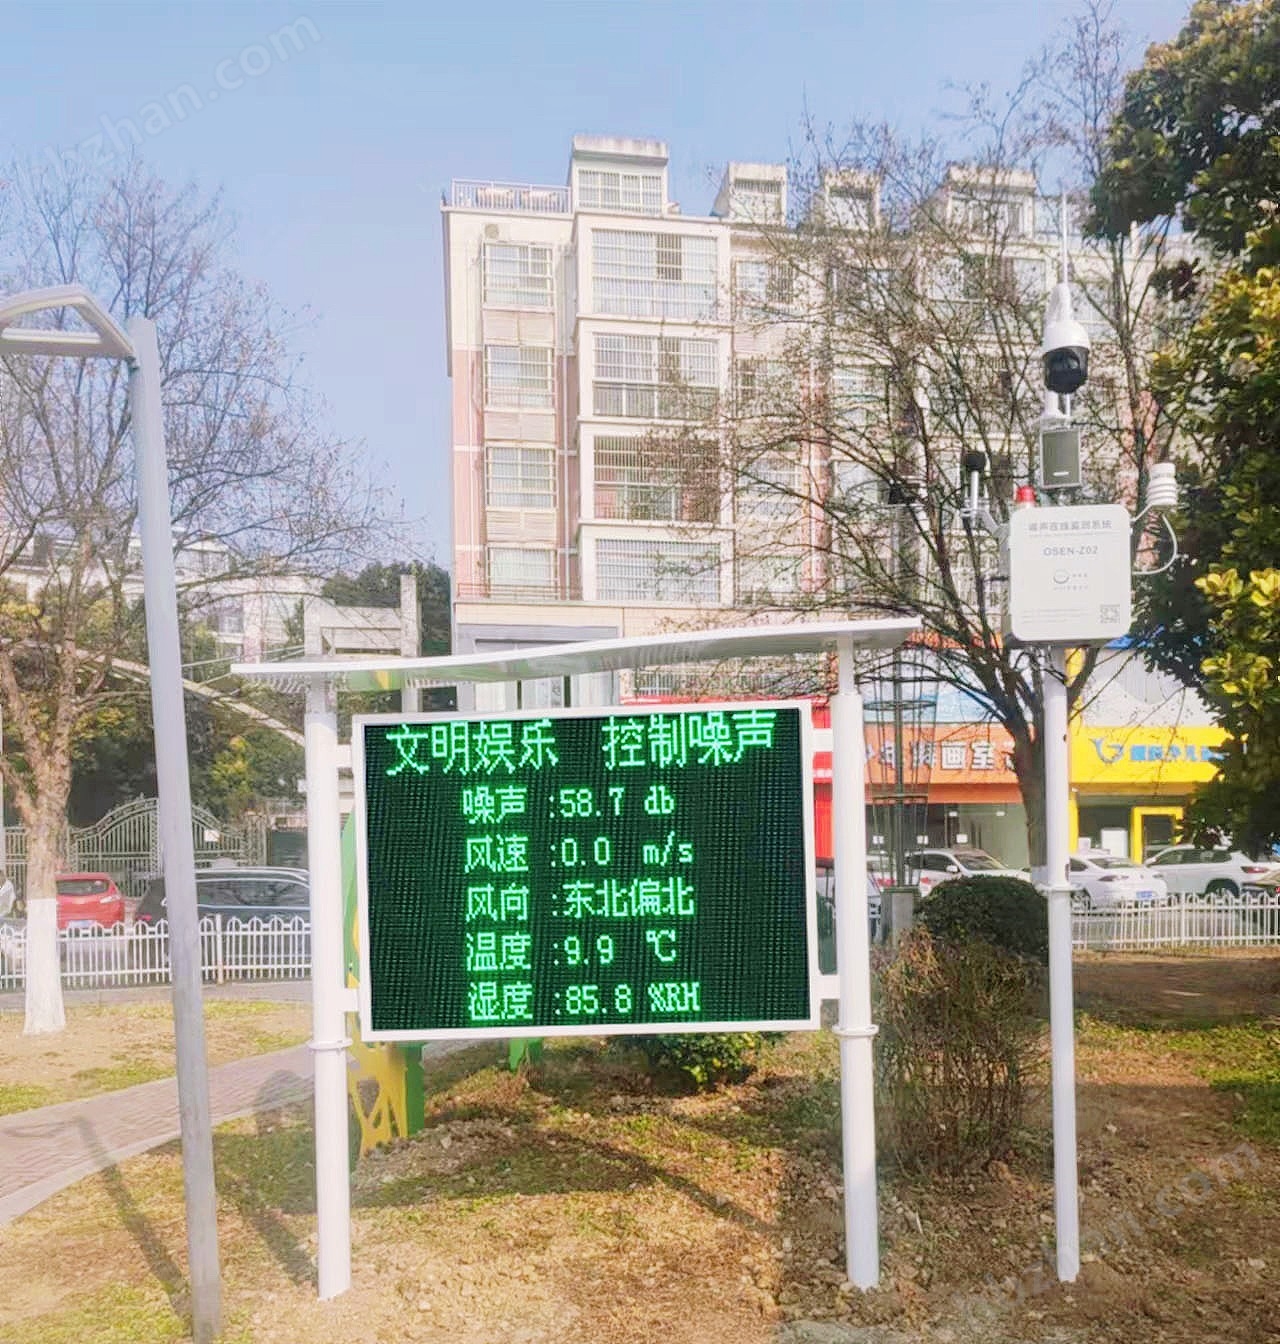 文明娱乐 控制噪声
噪声 :58.7 db
风速 :0.0 m/s
风向 :东北偏北
温度 :9.9 ℃
湿度 :85.8 %RH
噪声在线监测系统
OSEN-Z02
画室